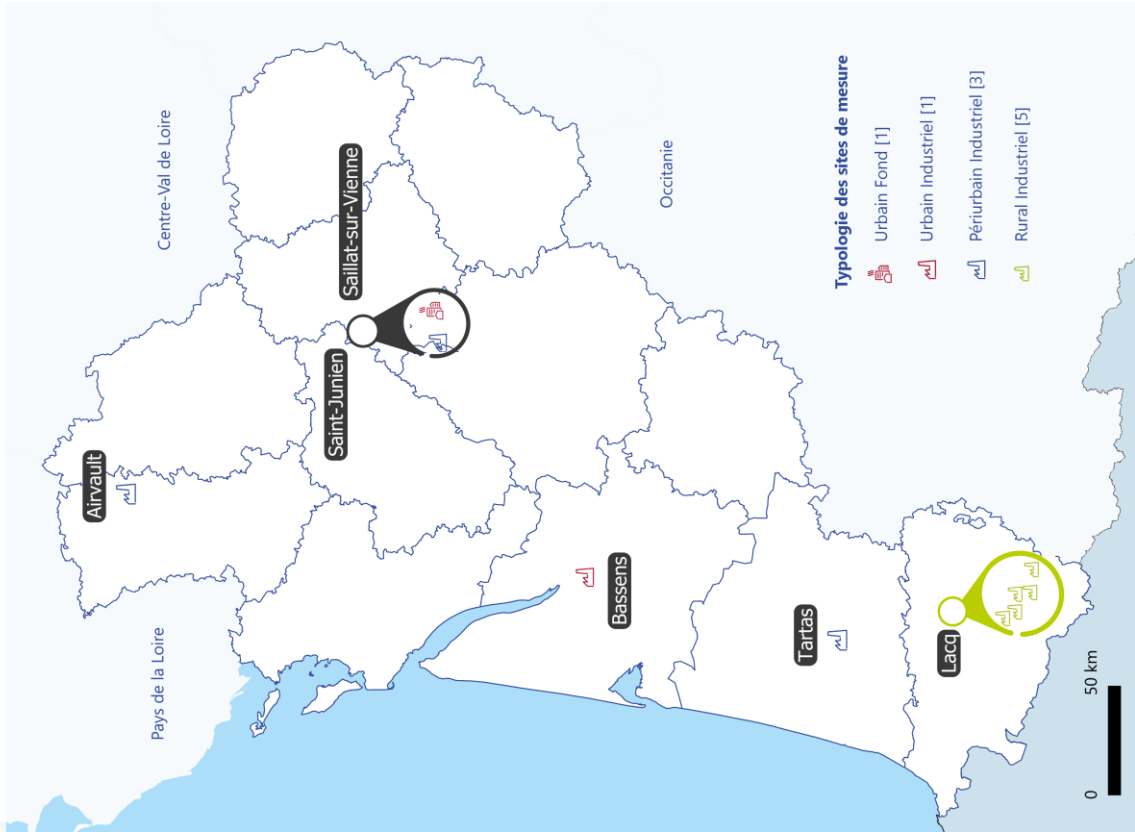 Centre-Val de Loire
Pays de la Loire
Airvault
Saint-Junien
Saillat-sur-Vienne
Bassens
Occitanie
Tartas
Lacq
0
50 km
Typologie des sites de mesure
Urbain Fond [1]
Urbain Industriel [1]
Périurbain Industriel [3]
Rural Industriel [5]